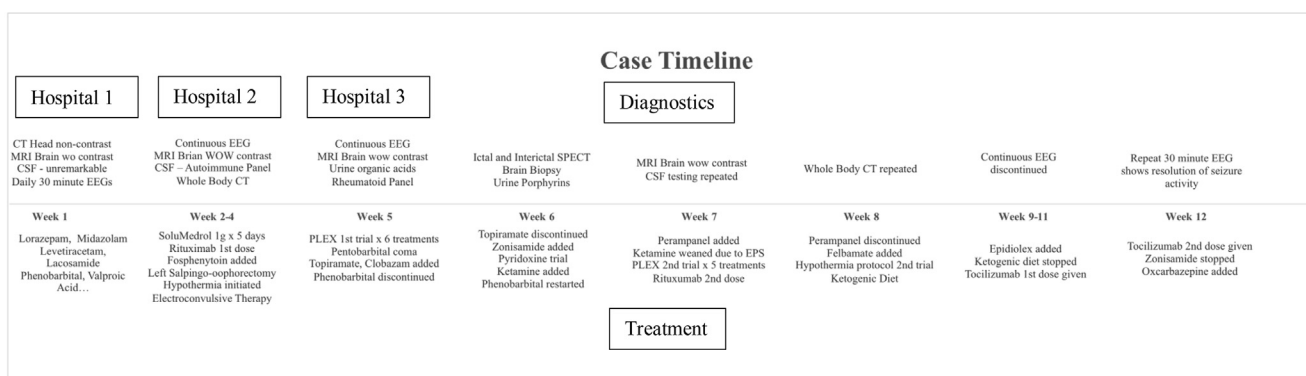 Case Timeline
Hospital 1
Hospital 2
Hospital 3
Diagnostics
CT Head non-contrast
MRI Brain wo contrast
CSF - unremarkable
Daily 30 minute EEGs
Continuous EEG
MRI Brian WOW contrast
CSF – Autoimmune Panel
Whole Body CT
Continuous EEG
MRI Brain wow contrast
Urine organic acids
Rheumatoid Panel
Ictal and Interictal SPECT
Brain Biopsy
Urine Porphyrins
MRI Brain wow contrast
CSF testing repeated
Whole Body CT repeated
Continuous EEG
discontinued
Repeat 30 minute EEG
shows resolution of seizure
activity
Week 1
Week 2-4
Week 5
Week 6
Week 7
Week 8
Week 9-11
Week 12
Lorazepam, Midazolam
Levetiracetam,
Lacosamide
Phenobarbital, Valproic
Acid…
SoluMedrol 1g x 5 days
Rituximab 1st dose
Fosphenytoin added
Left Salpingo-oophorectomy
Hypothermia initiated
Electroconvulsive Therapy
PLEX 1st trial x 6 treatments
Pentobarbital coma
Topiramate, Clobazam added
Phenobarbital discontinued
Topiramate discontinued
Zonisamide added
Pyridoxine trial
Ketamine added
Phenobarbital restarted
Perampanel added
Ketamine weaned due to EPS
PLEX 2nd trial x 5 treatments
Rituxumab 2nd dose
Perampanel discontinued
Felbamate added
Hypothermia protocol 2nd trial
Ketogenic Diet
Epidiolex added
Ketogenic diet stopped
Tocilizumab 1st dose given
Tocilizumab 2nd dose given
Zonisamide stopped
Oxcarbazepine added
Treatment